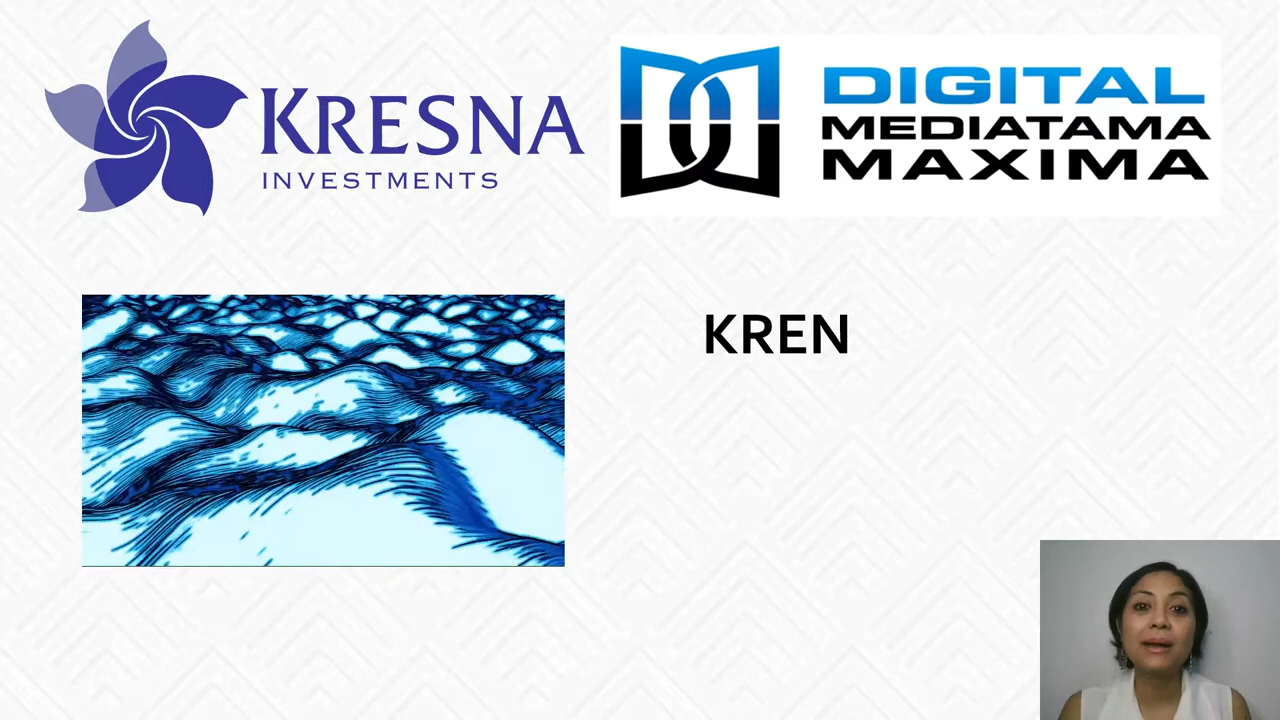 KRESNA
INVESTMENTS
DIGITAL
MEDIATAMA
MAXIMA
KREN